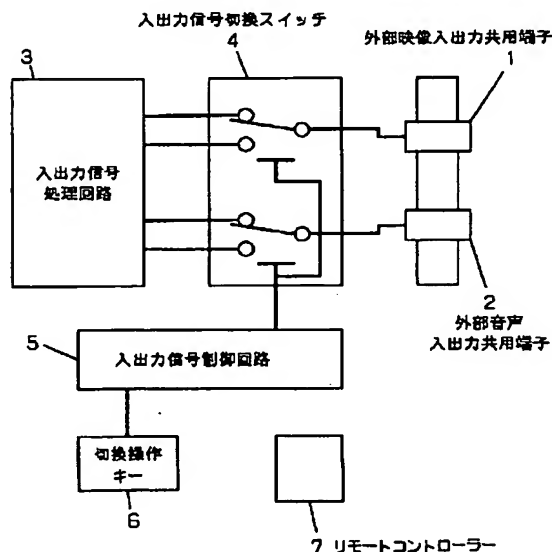 入出力信号切換スイッチ
4
外部映像入出力共用端子
1
3
入出力信号
処理回路
2
外部音声
入出力共用端子
5
入出力信号制御回路
切換操作
キー
6
7 リモートコントローラー